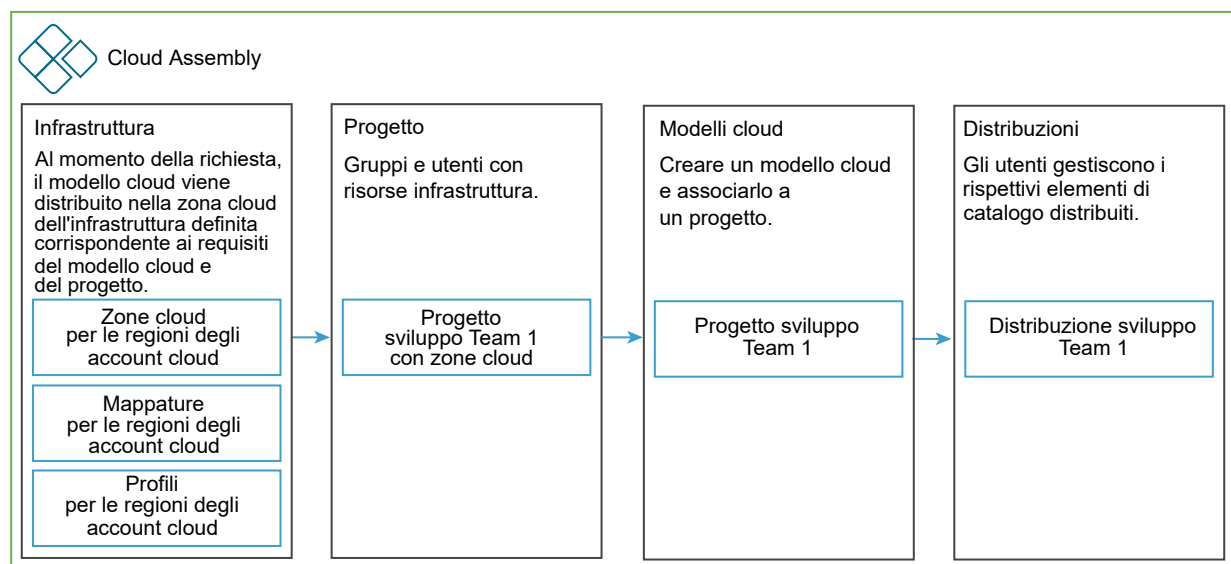 Cloud Assembly
Infrastruttura
Al momento della richiesta,
il modello cloud viene
distribuito nella zona cloud
dell'infrastruttura definita
corrispondente ai requisiti
del modello cloud e
del progetto.
Zone cloud
per le regioni degli
account cloud
Mappature
per le regioni degli
account cloud
Profili
per le regioni degli
account cloud
Progetto
Gruppi e utenti con
risorse infrastruttura.
Progetto
sviluppo Team 1
con zone cloud
Modelli cloud
Creare un modello cloud
e associarlo a
un progetto.
Progetto sviluppo
Team 1
Distribuzioni
Gli utenti gestiscono i
rispettivi elementi di
catalogo distribuiti.
Distribuzione sviluppo
Team 1